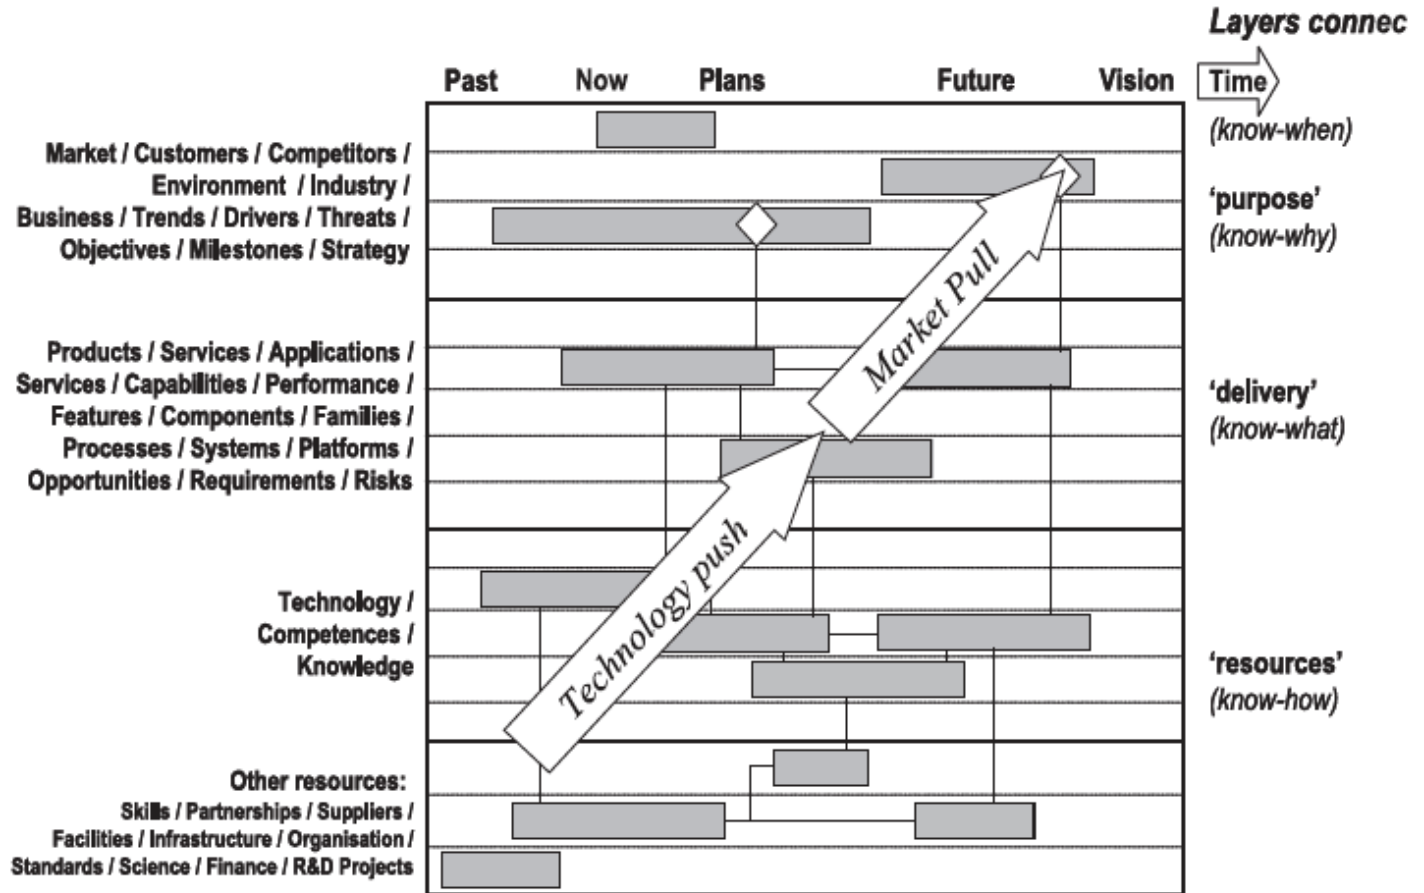 Layers connec
Past Now Plans Future Vision Time
(know-when)
Market / Customers / Competitors /
Environment / Industry /
Business / Trends / Drivers / Threats /
Objectives / Milestones / Strategy
'purpose'
(know-why)
Market Pull
Products / Services / Applications /
Services / Capabilities / Performance /
Features / Components / Families /
Processes / Systems / Platforms /
Opportunities / Requirements / Risks
'delivery'
(know-what)
Technology push
Technology /
Competences /
Knowledge
'resources'
(know-how)
Other resources:
Skills / Partnerships / Suppliers /
Facilities / Infrastructure / Organisation /
Standards / Science / Finance / R&D Projects